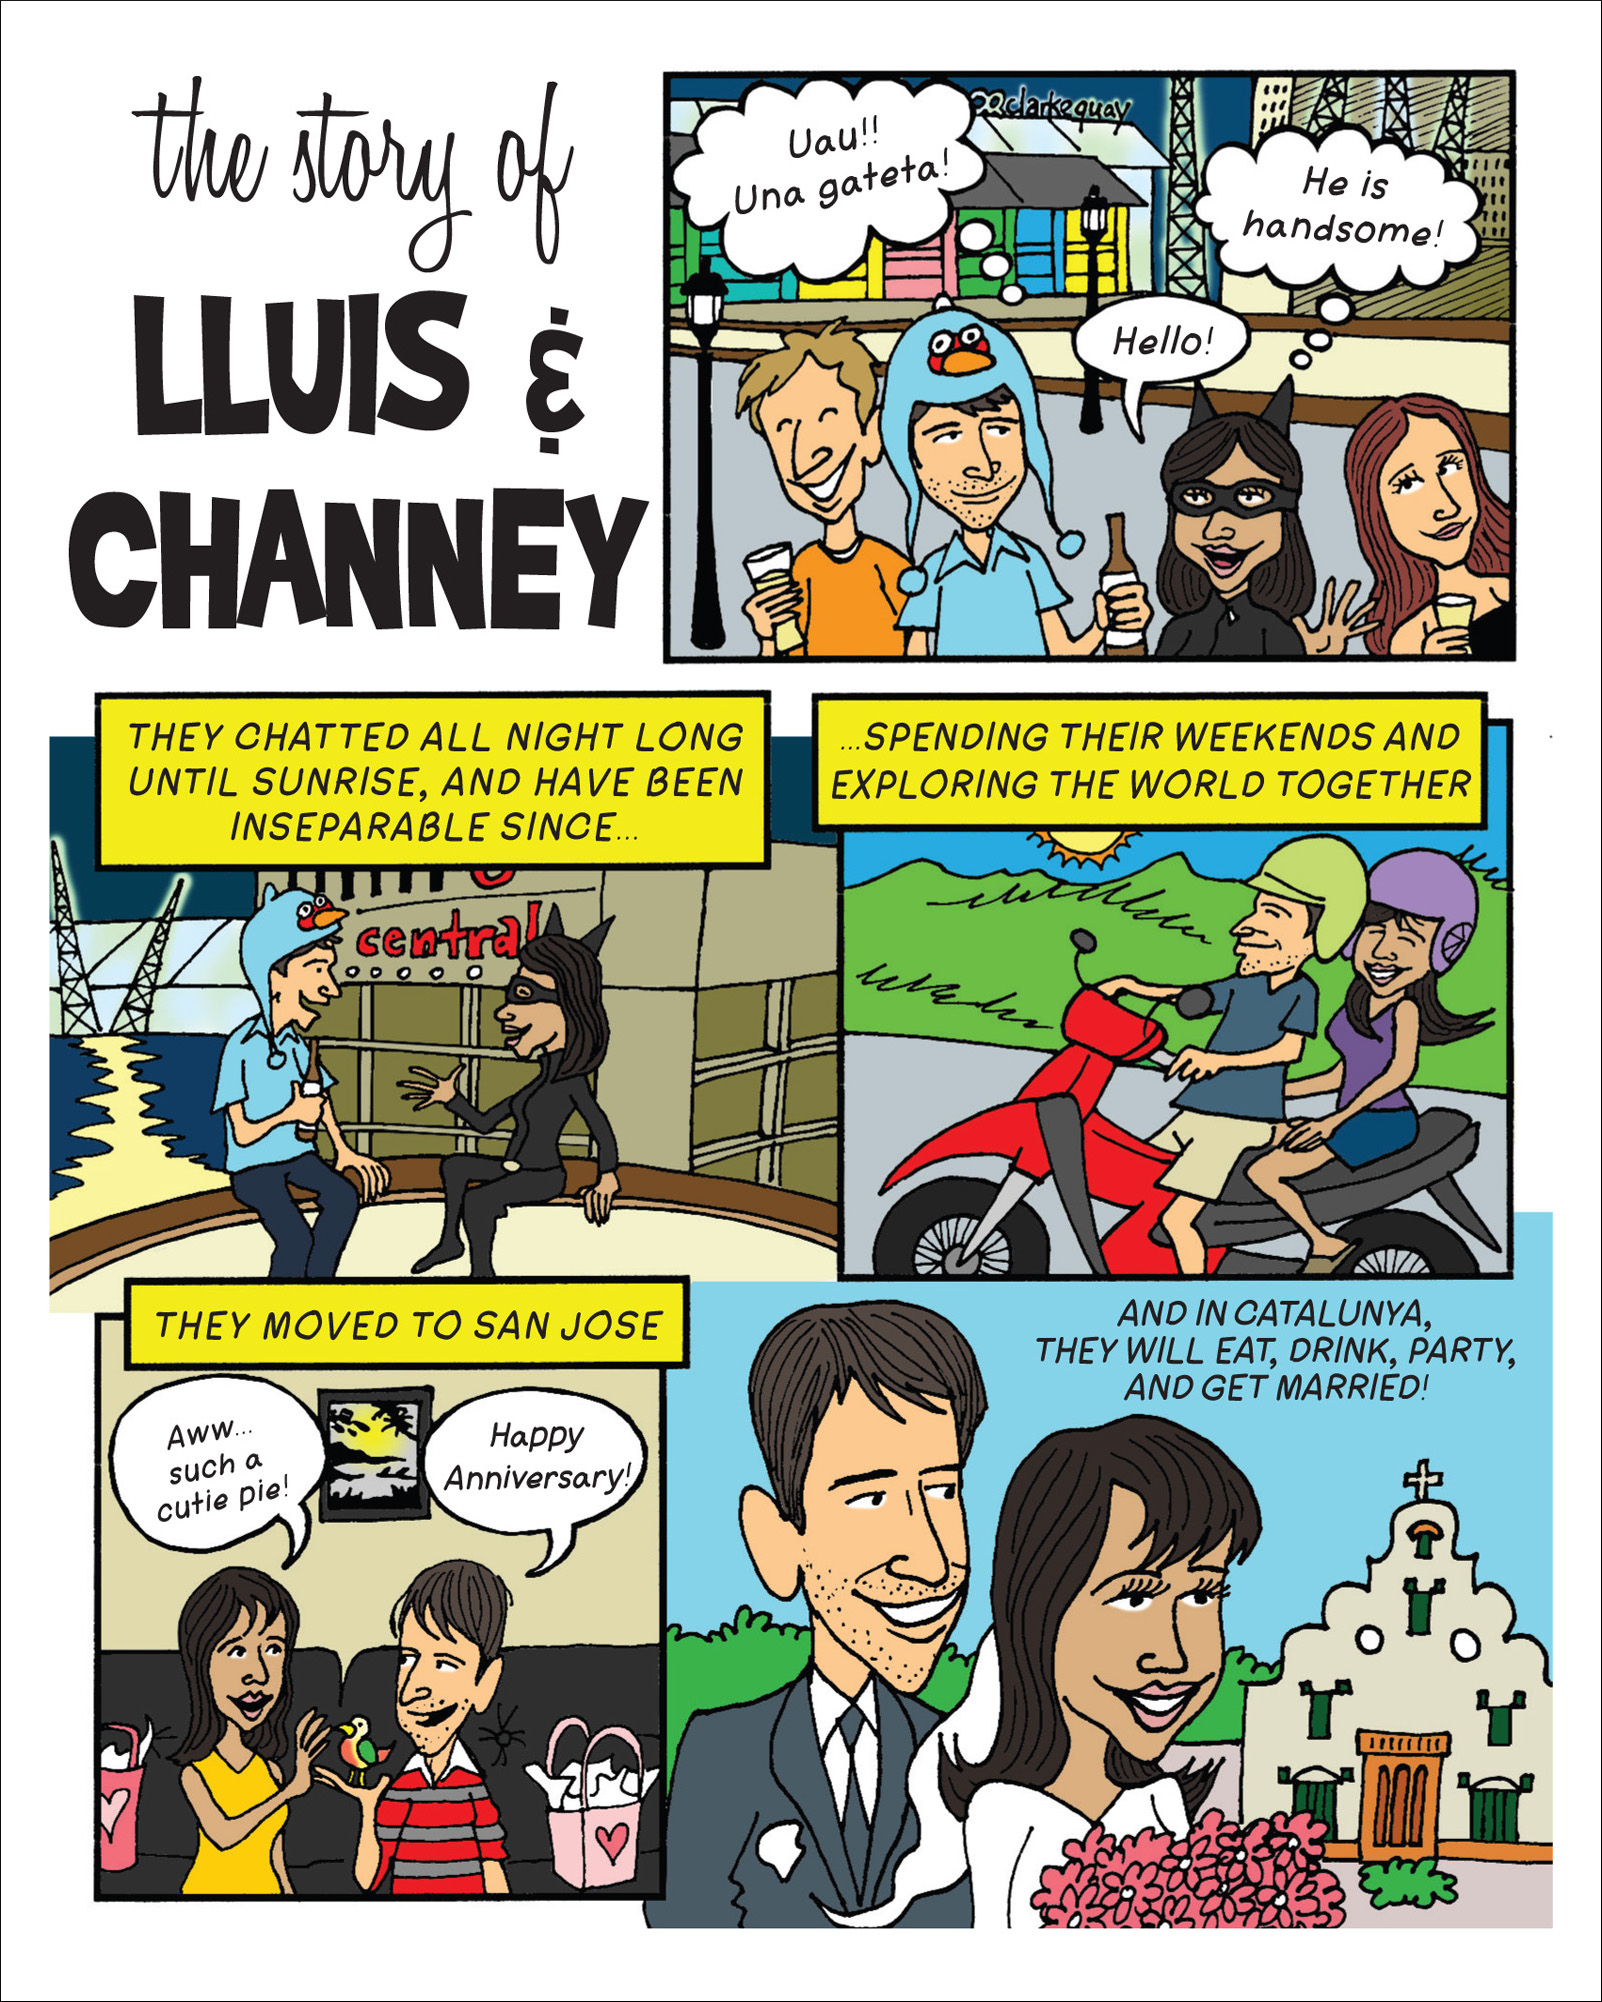 the story of
LLUIS &
CHANNEY
clarke quay
Uau!!
Una gateta!
He is
handsome!
Hello!
THEY CHATTED ALL NIGHT LONG
UNTIL SUNRISE, AND HAVE BEEN
INSEPARABLE SINCE...
central
...SPENDING THEIR WEEKENDS AND
EXPLORING THE WORLD TOGETHER
THEY MOVED TO SAN JOSE
Aww...
such a
cutie pie!
Happy
Anniversary!
AND IN CATALUNYA,
THEY WILL EAT, DRINK, PARTY,
AND GET MARRIED!